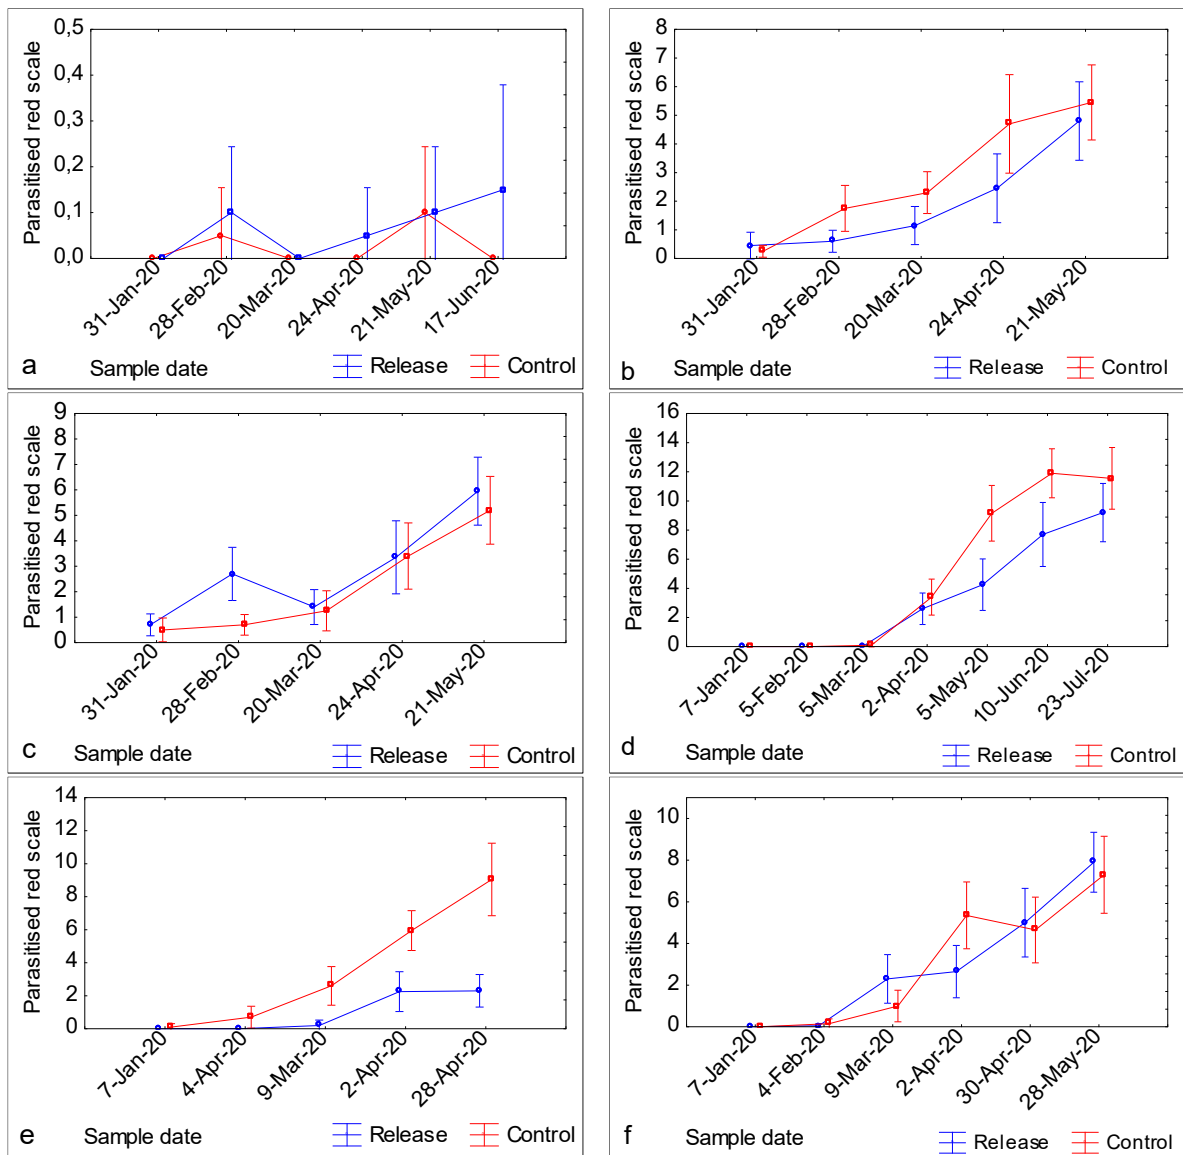 Parasitised red scale
0,5
0,4
0,3
0,2
0,1
0,0
31-Jan-20
28-Feb-20
20-Mar-20
24-Apr-20
21-May-20
17-Jun-20
a Sample date Release Control
Parasitised red scale
8
7
6
5
4
3
2
1
0
31-Jan-20
28-Feb-20
20-Mar-20
24-Apr-20
21-May-20
b Sample date Release Control
Parasitised red scale
9
8
7
6
5
4
3
2
1
0
31-Jan-20
28-Feb-20
20-Mar-20
24-Apr-20
21-May-20
c Sample date Release Control
Parasitised red scale
16
14
12
10
8
6
4
2
0
7-Jan-20
5-Feb-20
5-Mar-20
2-Apr-20
5-May-20
10-Jun-20
23-Jul-20
d Sample date Release Control
Parasitised red scale
14
12
10
8
6
4
2
0
7-Jan-20
4-Apr-20
9-Mar-20
2-Apr-20
28-Apr-20
e Sample date Release Control
Parasitised red scale
10
8
6
4
2
0
7-Jan-20
4-Feb-20
9-Mar-20
2-Apr-20
30-Apr-20
28-May-20
f Sample date Release Control